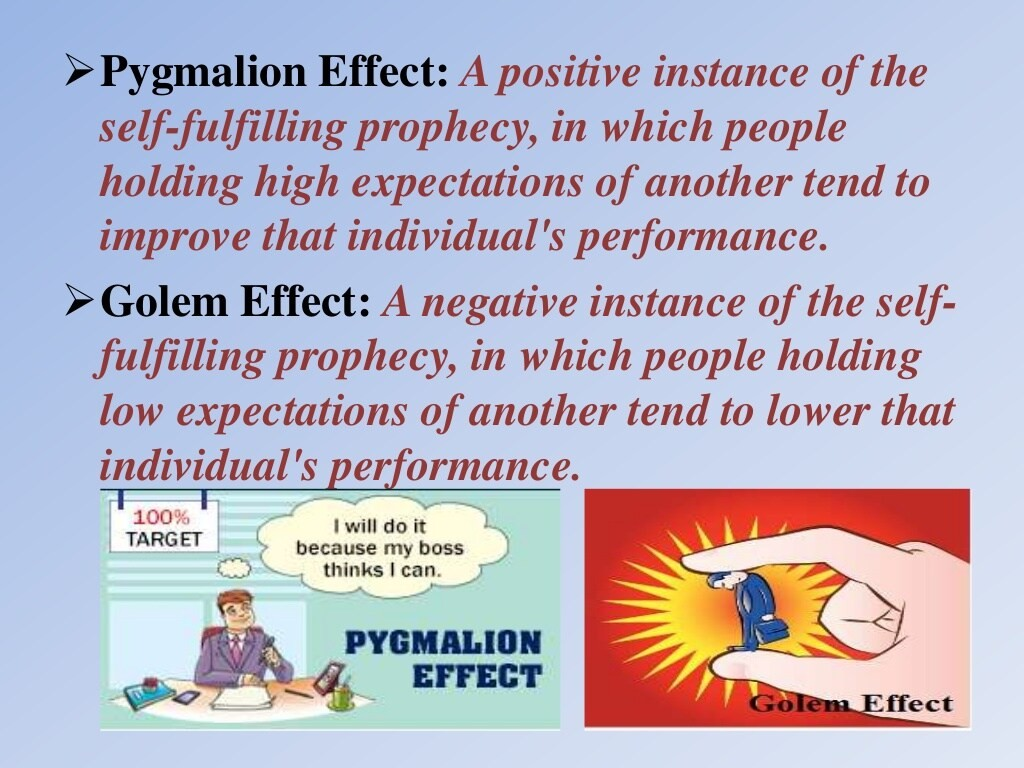 ➢Pygmalion Effect: A positive instance of the
self-fulfilling prophecy, in which people
holding high expectations of another tend to
improve that individual's performance.
➢Golem Effect: A negative instance of the self-
fulfilling prophecy, in which people holding
low expectations of another tend to lower that
individual's performance.
100%
TARGET
I will do it
because my boss
thinks I can.
PYGMALION
EFFECT
Golem Effect